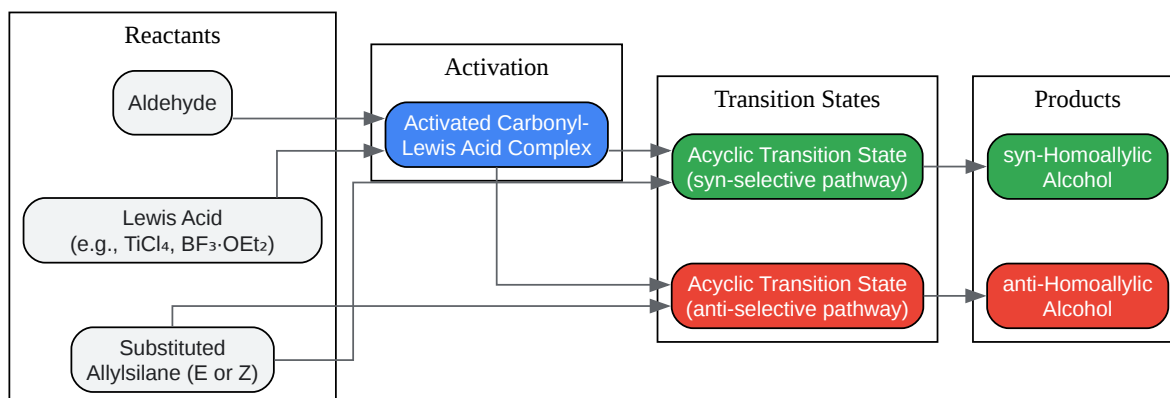 Reactants
Aldehyde
Lewis Acid
(e.g., TiCl₄, BF₃·OEt₂)
Substituted
Allylsilane (E or Z)
Activation
Activated Carbonyl-
Lewis Acid Complex
Transition States
Acyclic Transition State
(syn-selective pathway)
Acyclic Transition State
(anti-selective pathway)
Products
syn-Homoallylic
Alcohol
anti-Homoallylic
Alcohol